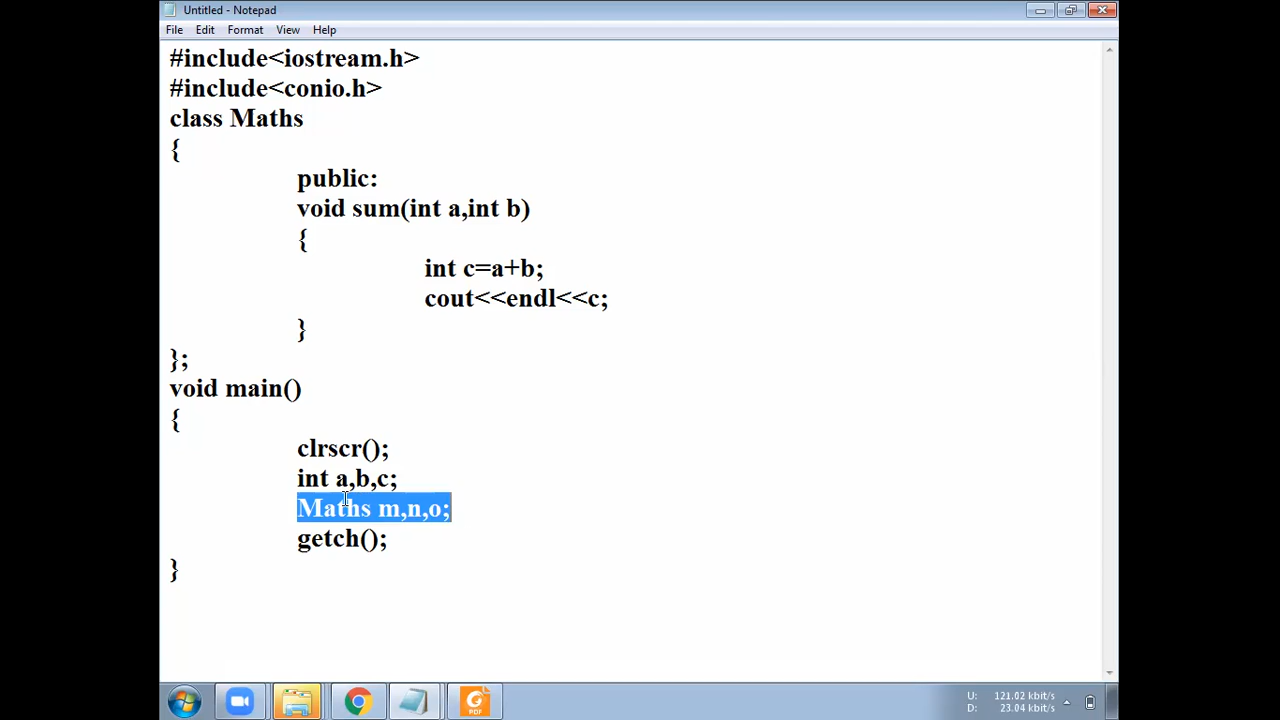 Untitled - Notepad
File Edit Format View Help
#include<iostream.h>
#include<conio.h>
class Maths
{
public:
void sum(int a,int b)
{
int c=a+b;
cout<<endl<<c;
}
};
void main()
{
clrscr();
int a,b,c;
Maths m,n,o;
getch();
}
PDF
U: 121.02 kbit/s
D: 23.04 kbit/s